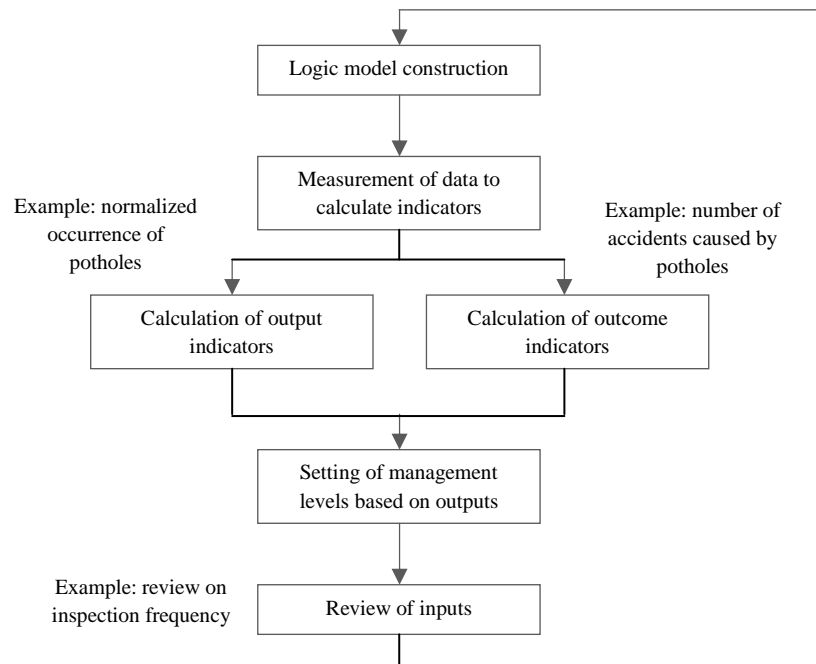 Logic model construction
Measurement of data to
calculate indicators
Example: normalized
occurrence of
potholes
Example: number of
accidents caused by
potholes
Calculation of output
indicators
Calculation of outcome
indicators
Setting of management
levels based on outputs
Example: review on
inspection frequency
Review of inputs